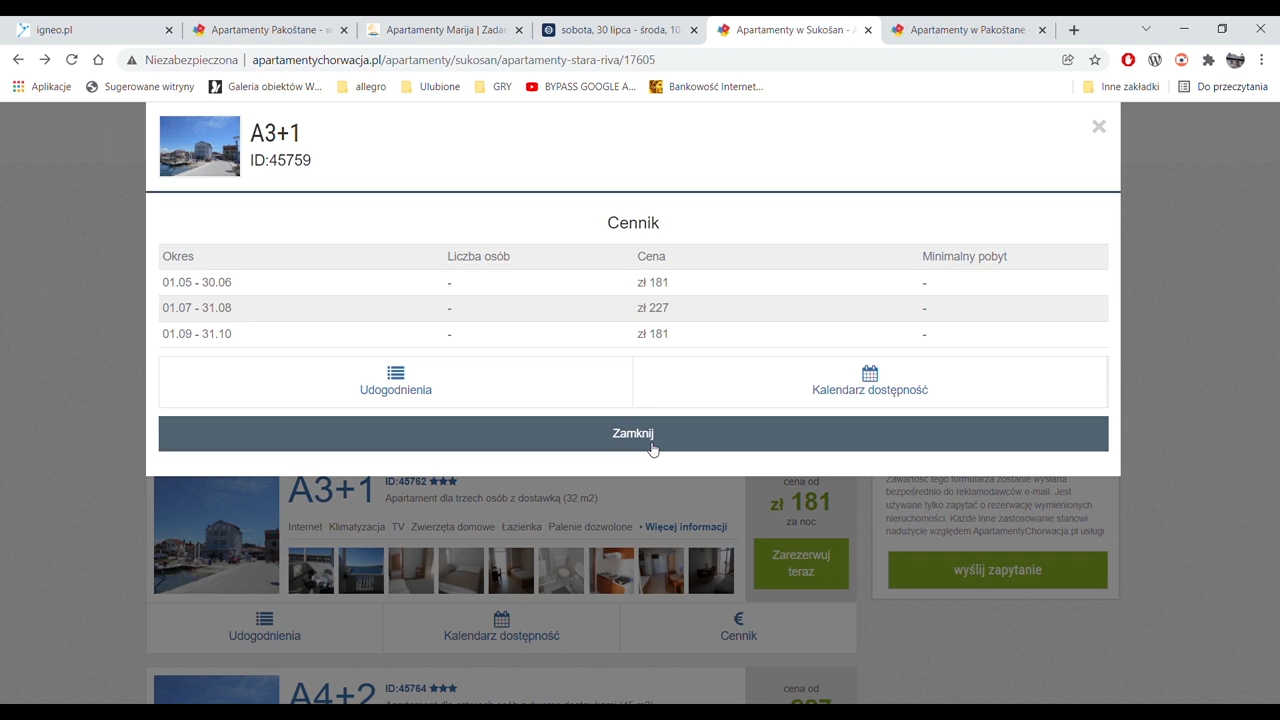 igneo.pl
Apartamenty Pakoštane - w
Apartamenty Marija | Zadar
sobota, 30 lipca - środa, 10
Apartamenty w Sukošan - A
Apartamenty w Pakoštane -
Niezabezpieczona | apartamentychorwacja.pl/apartamenty/sukosan/apartamenty-stara-riva/17605
Aplikacje
Sugerowane witryny
Galeria obiektów W...
allegro
Ulubione
GRY
BYPASS GOOGLE A...
Bankowość Internet...
Inne zakładki
Do przeczytania
A3+1
ID:45759
Cennik
Okres Liczba osób Cena Minimalny pobyt
01.05 - 30.06 - zł 181 -
01.07 - 31.08 - zł 227 -
01.09 - 31.10 - zł 181 -
Udogodnienia
Kalendarz dostępność
Zamknij
A3+1
ID:45762
Apartament dla trzech osób z dostawką (32 m2)
Internet Klimatyzacja TV Zwierzęta domowe Łazienka Palenie dozwolone • Więcej informacji
cena od
zł 181
za noc
Zarezerwuj
teraz
Udogodnienia
Kalendarz dostępność
€
Cennik
Zawartość tego formularza zostanie wysłana
bezpośrednio do reklamodawców e-mail. Jest
używane tylko zapytać o rezerwację wymienionych
nieruchomości. Każde inne zastosowanie stanowi
nadużycie względem ApartamentyChorwacja.pl usługi
wyślij zapytanie
A4+2
ID:45764
cena od